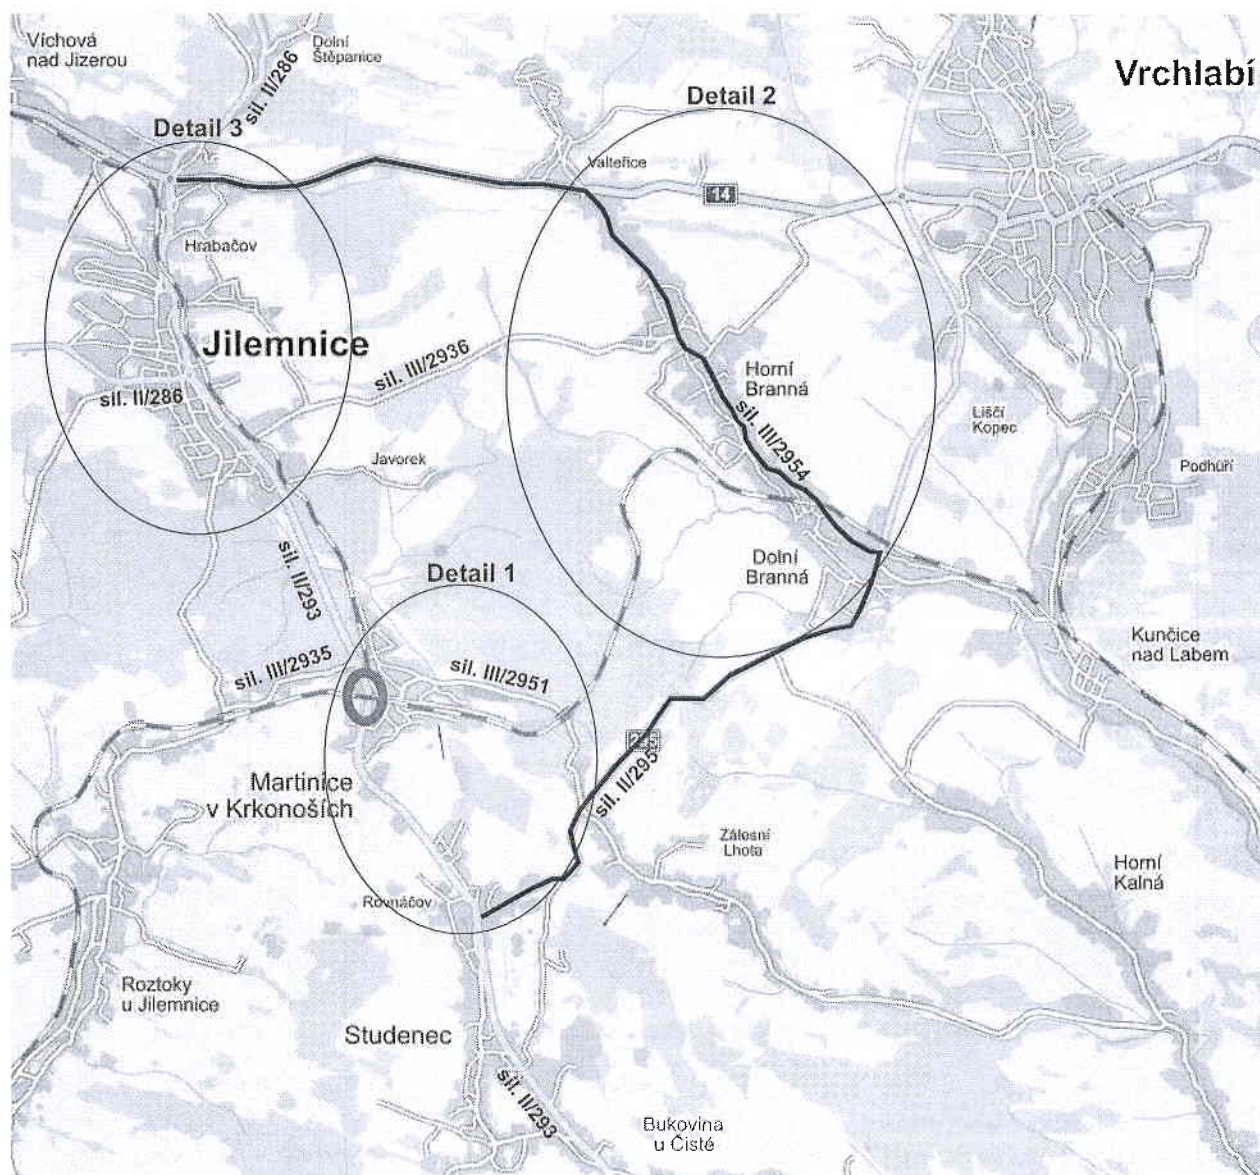 Víchová
nad Jizerou
Dolní
Štěpanice
sil. II/286
Vrchlabí
Detail 3
Detail 2
Valteřice
14
Hrabačov
Jilemnice
sil. III/2936
sil. II/286
Horní
Branná
sil. III/2954
Liščí
Kopec
Javorek
Podhůří
sil. II/293
Detail 1
Dolní
Branná
sil. III/2935
sil. III/2951
Kunčice
nad Labem
295
sil. II/295
Martinice
v Krkonoších
Zálesní
Lhota
Horní
Kalná
Rovnáčov
Roztoky
u Jilemnice
Studenec
sil. II/293
Bukovina
u Čisté